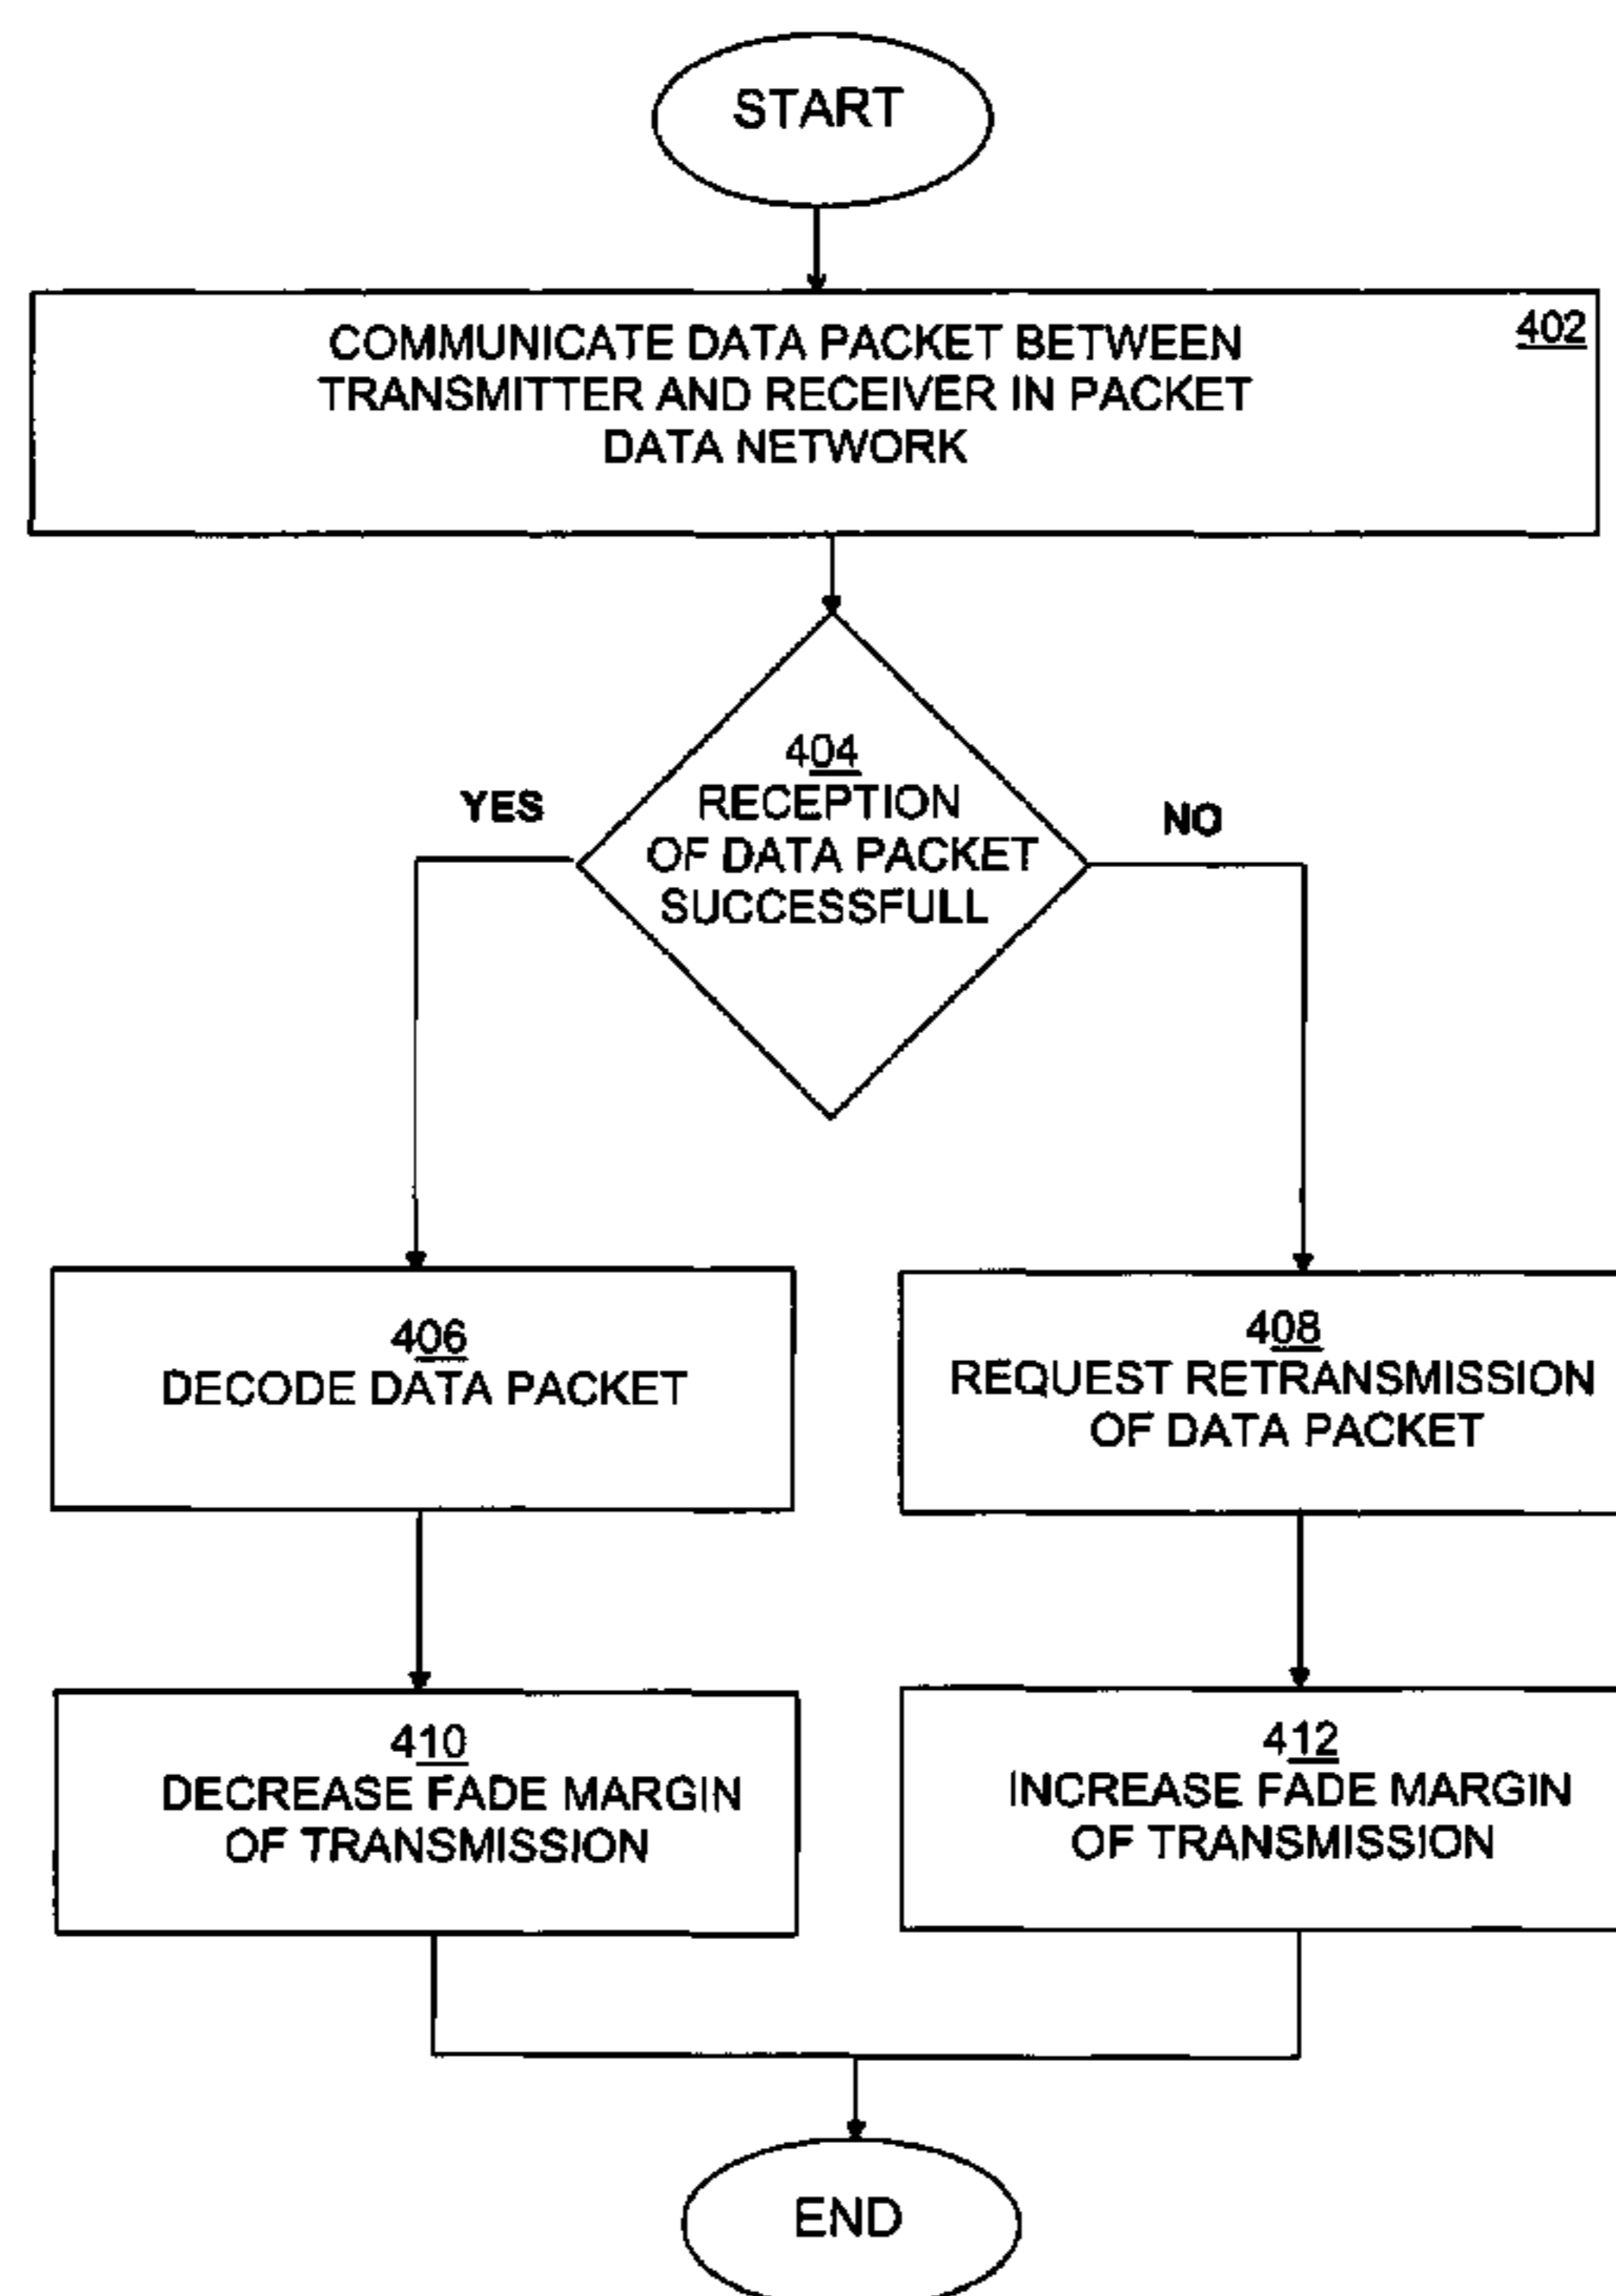 START
402
COMMUNICATE DATA PACKET BETWEEN
TRANSMITTER AND RECEIVER IN PACKET
DATA NETWORK
404
RECEPTION
OF DATA PACKET
SUCCESSFULL
YES
NO
406
DECODE DATA PACKET
408
REQUEST RETRANSMISSION
OF DATA PACKET
410
DECREASE FADE MARGIN
OF TRANSMISSION
412
INCREASE FADE MARGIN
OF TRANSMISSION
END